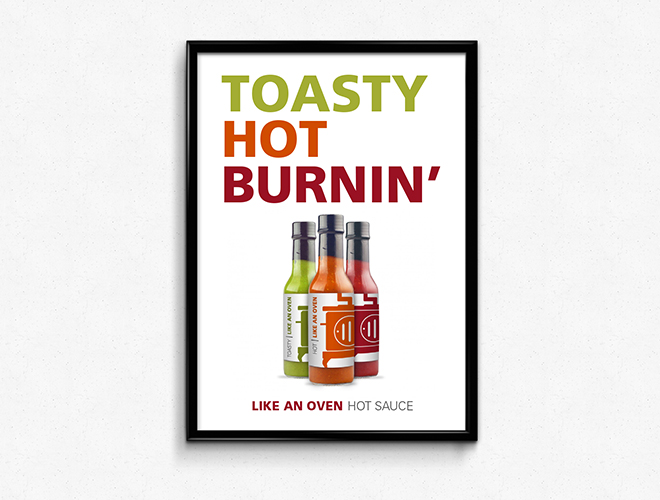 TOASTY
HOT
BURNIN’
TOASTY | LIKE AN OVEN
HOT | LIKE AN OVEN
LIKE AN OVEN HOT SAUCE